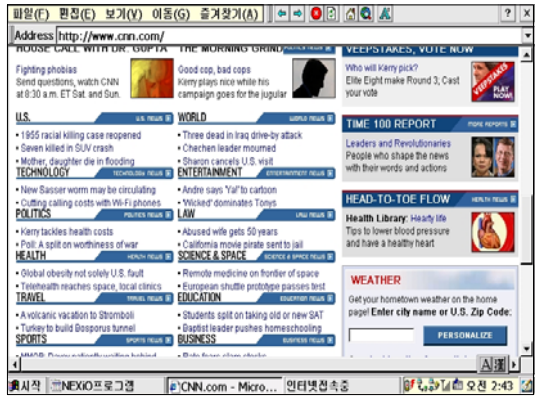 파일(F) 편집(E) 보기(V) 이동(G) 즐겨찾기(A) ? ×
Address http://www.cnn.com/
HOUSE CALL WITH DR. GUPTA
Fighting phobias
Send questions, watch CNN
at 8:30 a.m. ET Sat. and Sun.
THE MORNING GRIND POLITICS NEWS
Good cop, bad cops
Kerry plays nice while his
campaign goes for the jugular
U.S. U.S. NEWS
• 1955 racial killing case reopened
• Seven killed in SUV crash
• Mother, daughter die in flooding
WORLD WORLD NEWS
• Three dead in Iraq drive-by attack
• Chechen leader mourned
• Sharon cancels U.S. visit
TECHNOLOGY TECHNOLOGY NEWS
• New Sasser worm may be circulating
• Cutting calling costs with Wi-Fi phones
ENTERTAINMENT ENTERTAINMENT NEWS
• Andre says 'Ya!' to cartoon
• 'Wicked' dominates Tonys
POLITICS POLITICS NEWS
• Kerry tackles health costs
• Poll: A split on worthiness of war
LAW LAW NEWS
• Abused wife gets 50 years
• California movie pirate sent to jail
HEALTH HEALTH NEWS
• Global obesity not solely U.S. fault
• Telehealth reaches space, local clinics
SCIENCE & SPACE SCIENCE & SPACE NEWS
• Remote medicine on frontier of space
• European shuttle prototype passes test
TRAVEL TRAVEL NEWS
• A volcanic vacation to Stromboli
• Turkey to build Bosporus tunnel
EDUCATION EDUCATION NEWS
• Students split on taking old or new SAT
• Baptist leader pushes homeschooling
SPORTS SPORTS NEWS
BUSINESS BUSINESS NEWS
VEEPSTAKES, VOTE NOW
Who will Kerry pick?
Elite Eight make Round 3; Cast
your vote
VEEPSTAKES
PLAY NOW!
TIME 100 REPORT MORE REPORTS
Leaders and Revolutionaries
People who shape the news
with their words and actions
HEAD-TO-TOE FLOW HEALTH NEWS
Health Library: Hearty life
Tips to lower blood pressure
and have a healthy heart
WEATHER
Get your hometown weather on the home
page! Enter city name or U.S. Zip Code:
PERSONALIZE
A 漢
시작 NEXiO프로그램 CNN.com - Micro... 인터넷접속중 오전 2:43